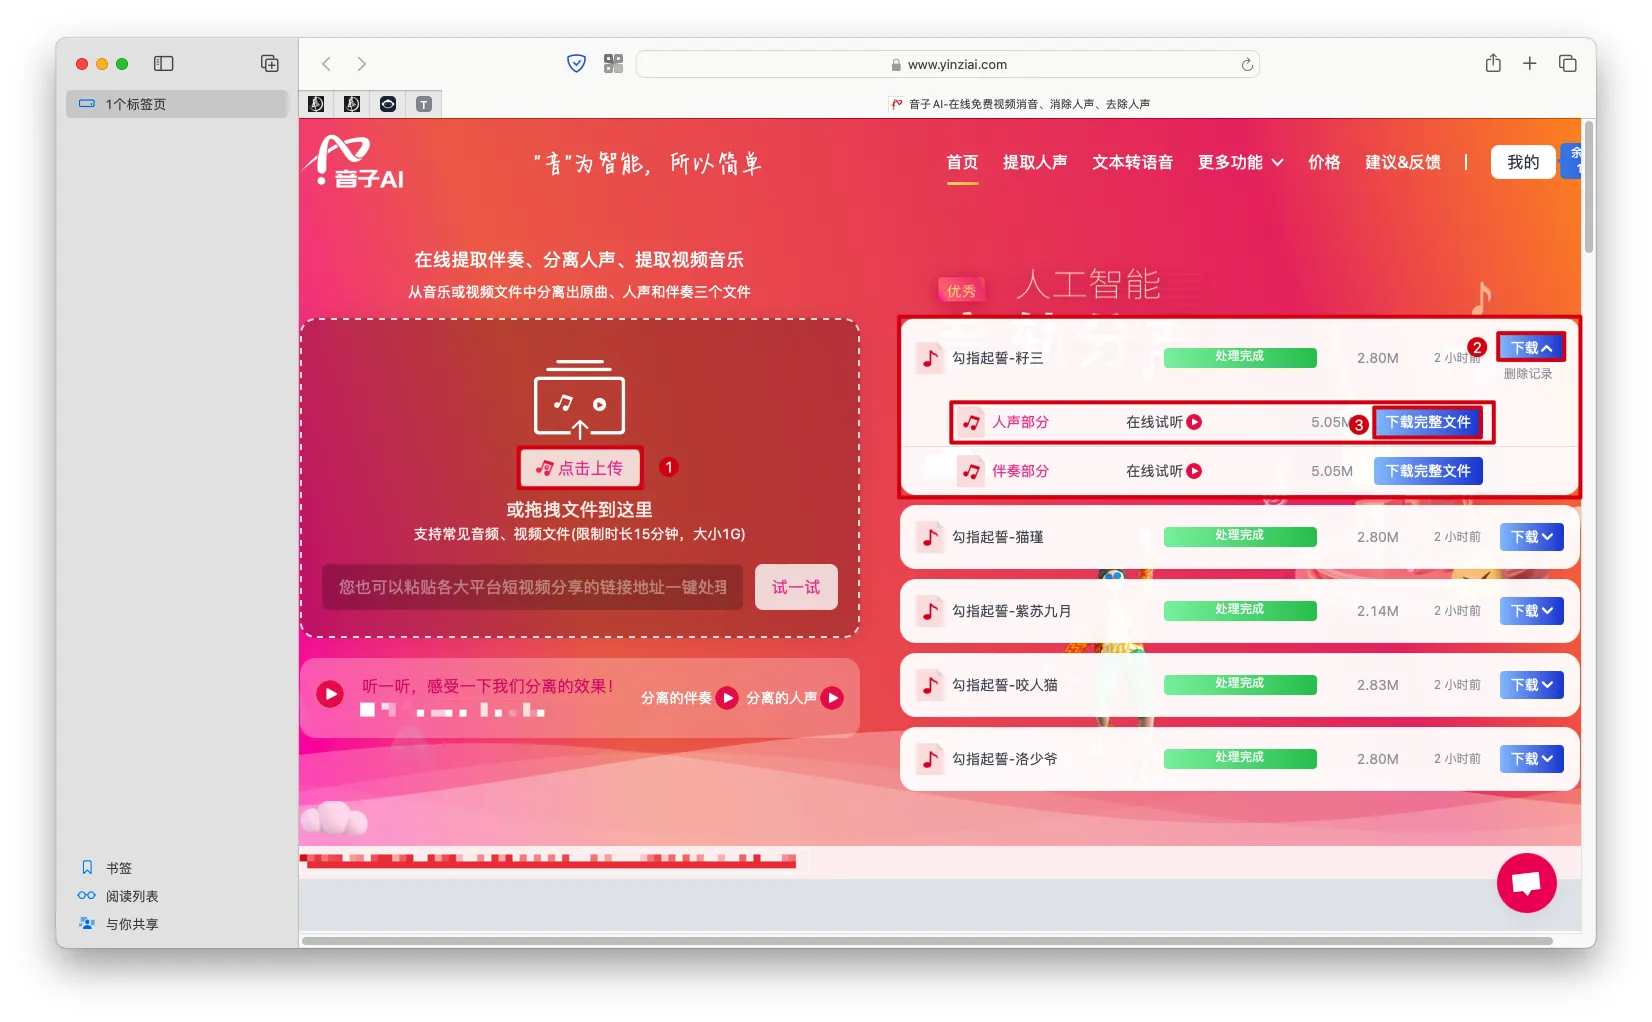 www.yinziai.com
1个标签页
T
音子AI-在线免费视频消音、消除人声、去除人声
音子AI
"音"为智能，所以简单
首页
提取人声
文本转语音
更多功能
价格
建议&反馈
我的
余
1
在线提取伴奏、分离人声、提取视频音乐
从音乐或视频文件中分离出原曲、人声和伴奏三个文件
点击上传
1
或拖拽文件到这里
支持常见音频、视频文件(限制时长15分钟，大小1G)
您也可以粘贴各大平台短视频分享的链接地址一键处理
试一试
听一听，感受一下我们分离的效果！
分离的伴奏
分离的人声
优秀
人工智能
勾指起誓-籽三
处理完成
2.80M
2 小时前
2
下载
删除记录
人声部分
在线试听
5.05M
3
下载完整文件
伴奏部分
在线试听
5.05M
下载完整文件
勾指起誓-猫瑾
处理完成
2.80M
2 小时前
下载
勾指起誓-紫苏九月
处理完成
2.14M
2 小时前
下载
勾指起誓-咬人猫
处理完成
2.83M
2 小时前
下载
勾指起誓-洛少爷
处理完成
2.80M
2 小时前
下载
书签
阅读列表
与你共享